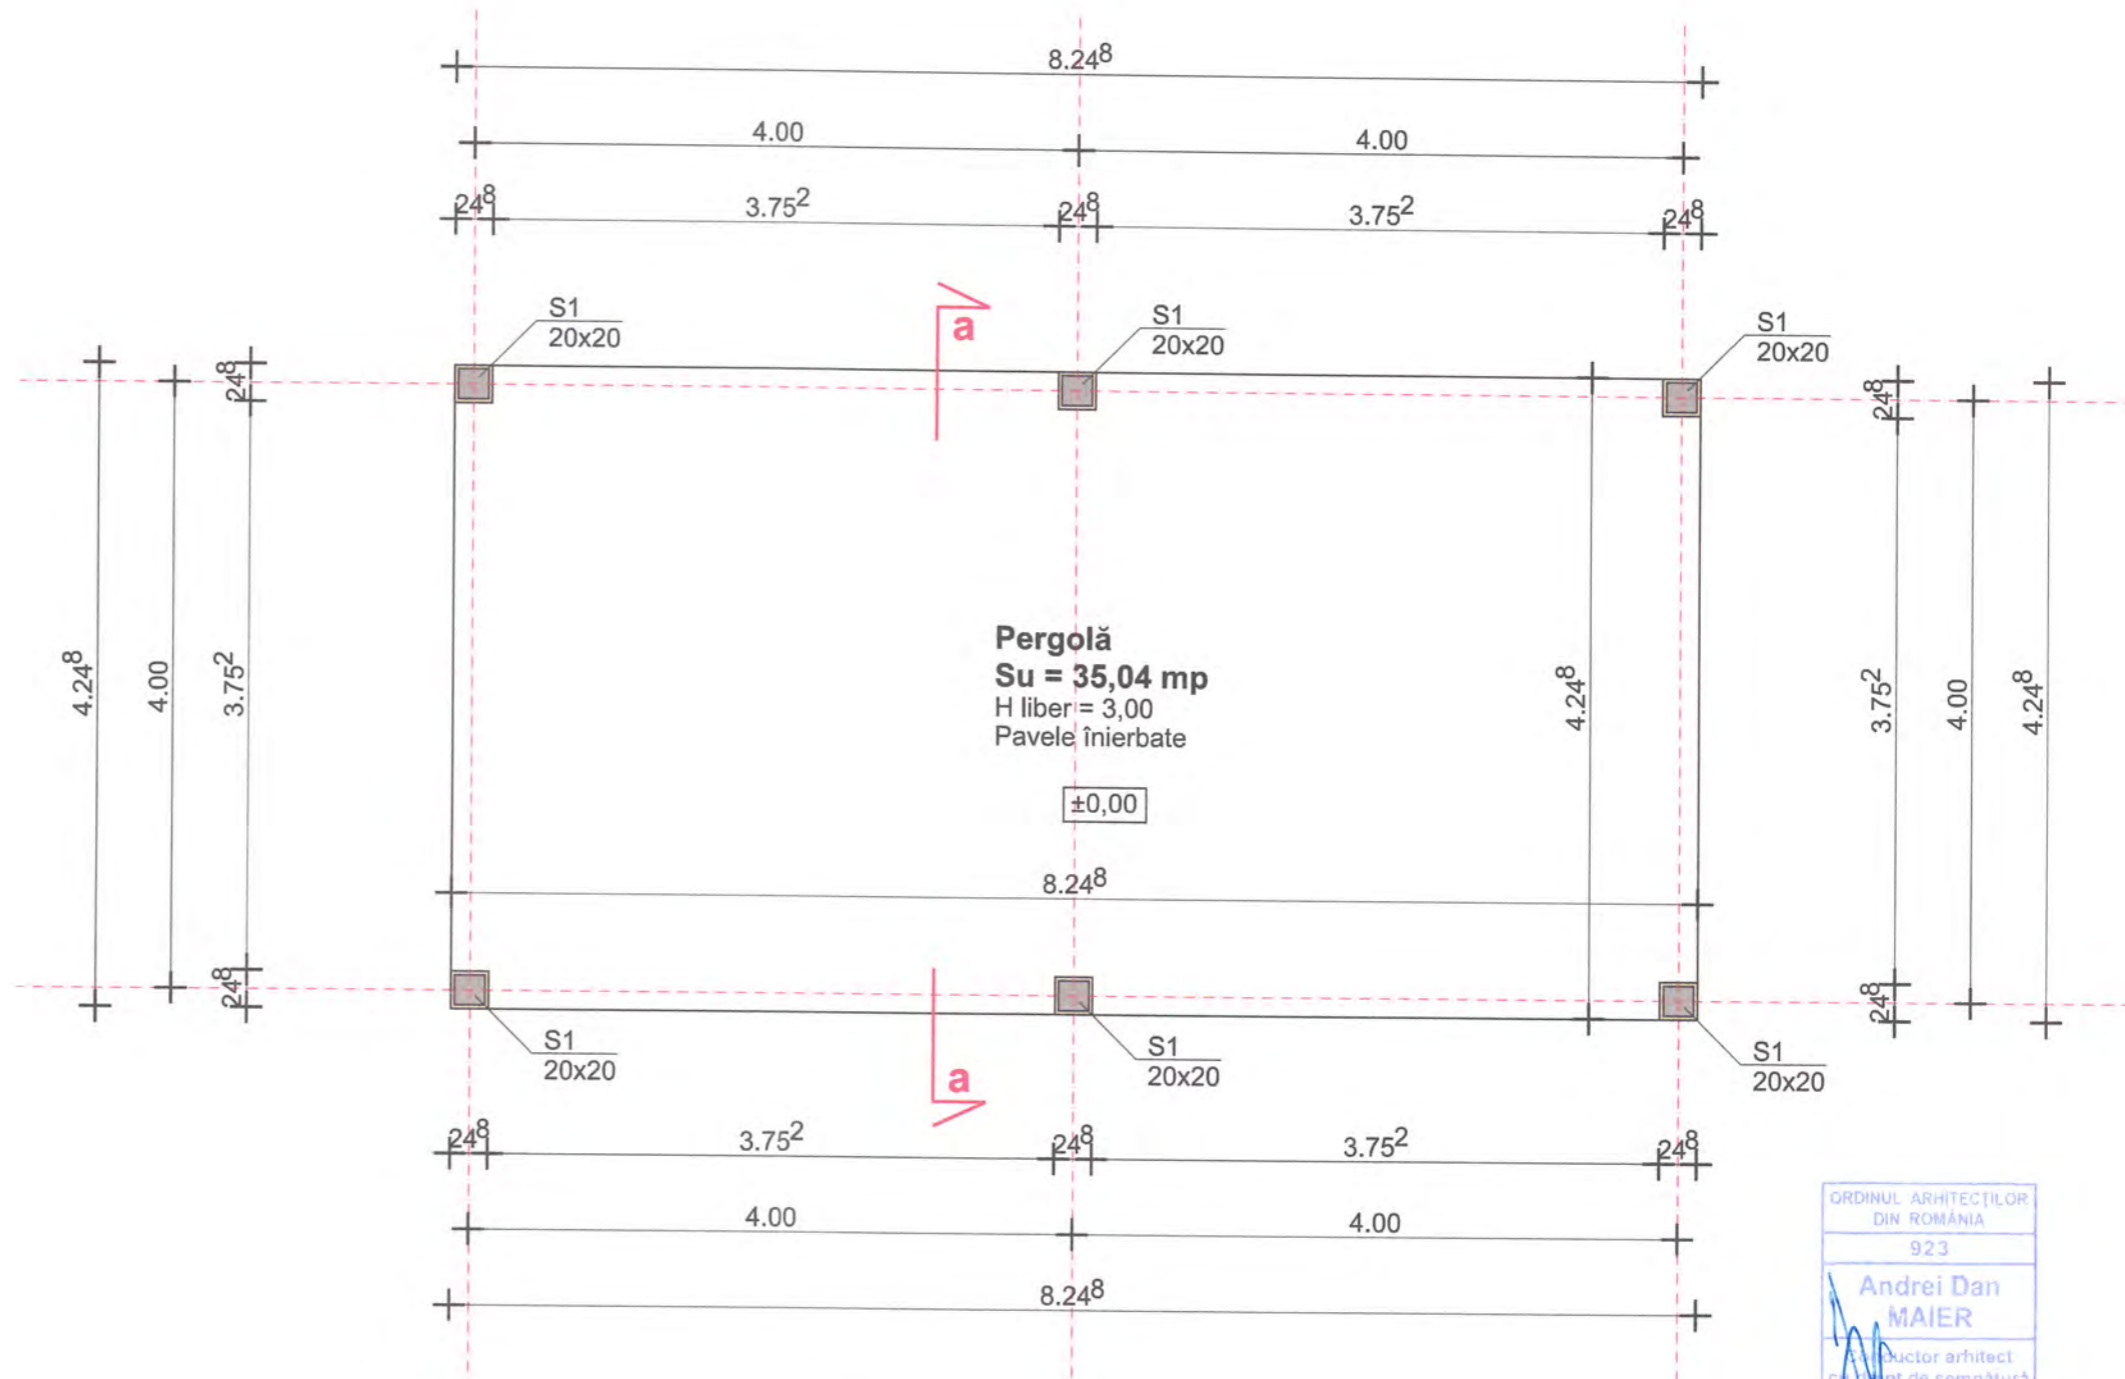 8.24⁸
4.00
4.00
24⁸
3.75²
24⁸
3.75²
24⁸
S1
20x20
a
S1
20x20
S1
20x20
24⁸
24⁸
4.24⁸
4.00
3.75²
Pergolă
Su = 35,04 mp
H liber = 3,00
Pavele înierbate
±0,00
4.24⁸
3.75²
4.00
4.24⁸
8.24⁸
24⁸
24⁸
S1
20x20
a
S1
20x20
S1
20x20
24⁸
3.75²
24⁸
3.75²
24⁸
4.00
4.00
8.24⁸
ORDINUL ARHITECȚILOR
DIN ROMÂNIA
923
Andrei Dan
MAIER
arhitect
de semnătură